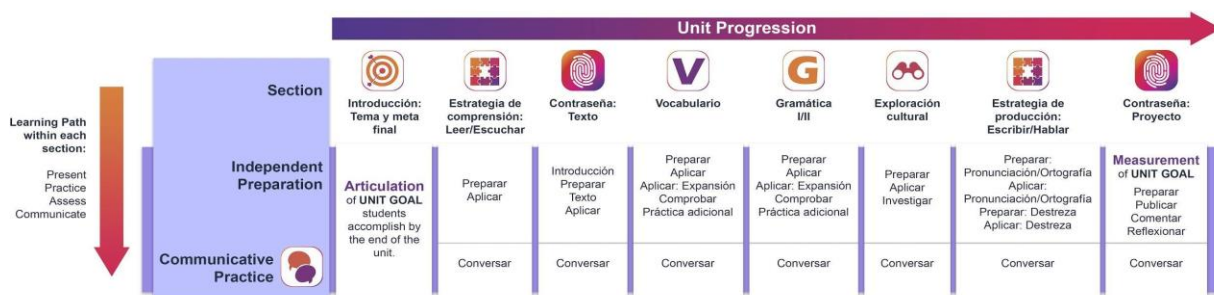 Unit Progression
Section
V
G
Introducción:
Tema y meta
final
Estrategia de
comprensión:
Leer/Escuchar
Contraseña:
Texto
Vocabulario
Gramática
I/II
Exploración
cultural
Estrategia de
producción:
Escribir/Hablar
Contraseña:
Proyecto
Learning Path
within each
section:
Present
Practice
Assess
Communicate
Independent
Preparation
Articulation
of UNIT GOAL
students
accomplish by
the end of the
unit.
Preparar
Aplicar
Introducción
Preparar
Texto
Aplicar
Preparar
Aplicar
Aplicar: Expansión
Comprobar
Práctica adicional
Preparar
Aplicar
Aplicar: Expansión
Comprobar
Práctica adicional
Preparar
Aplicar
Investigar
Preparar:
Pronunciación/Ortografía
Aplicar:
Pronunciación/Ortografía
Preparar: Destreza
Aplicar: Destreza
Measurement
of UNIT GOAL
Preparar
Publicar
Comentar
Reflexionar
Communicative
Practice
Conversar
Conversar
Conversar
Conversar
Conversar
Conversar
Conversar